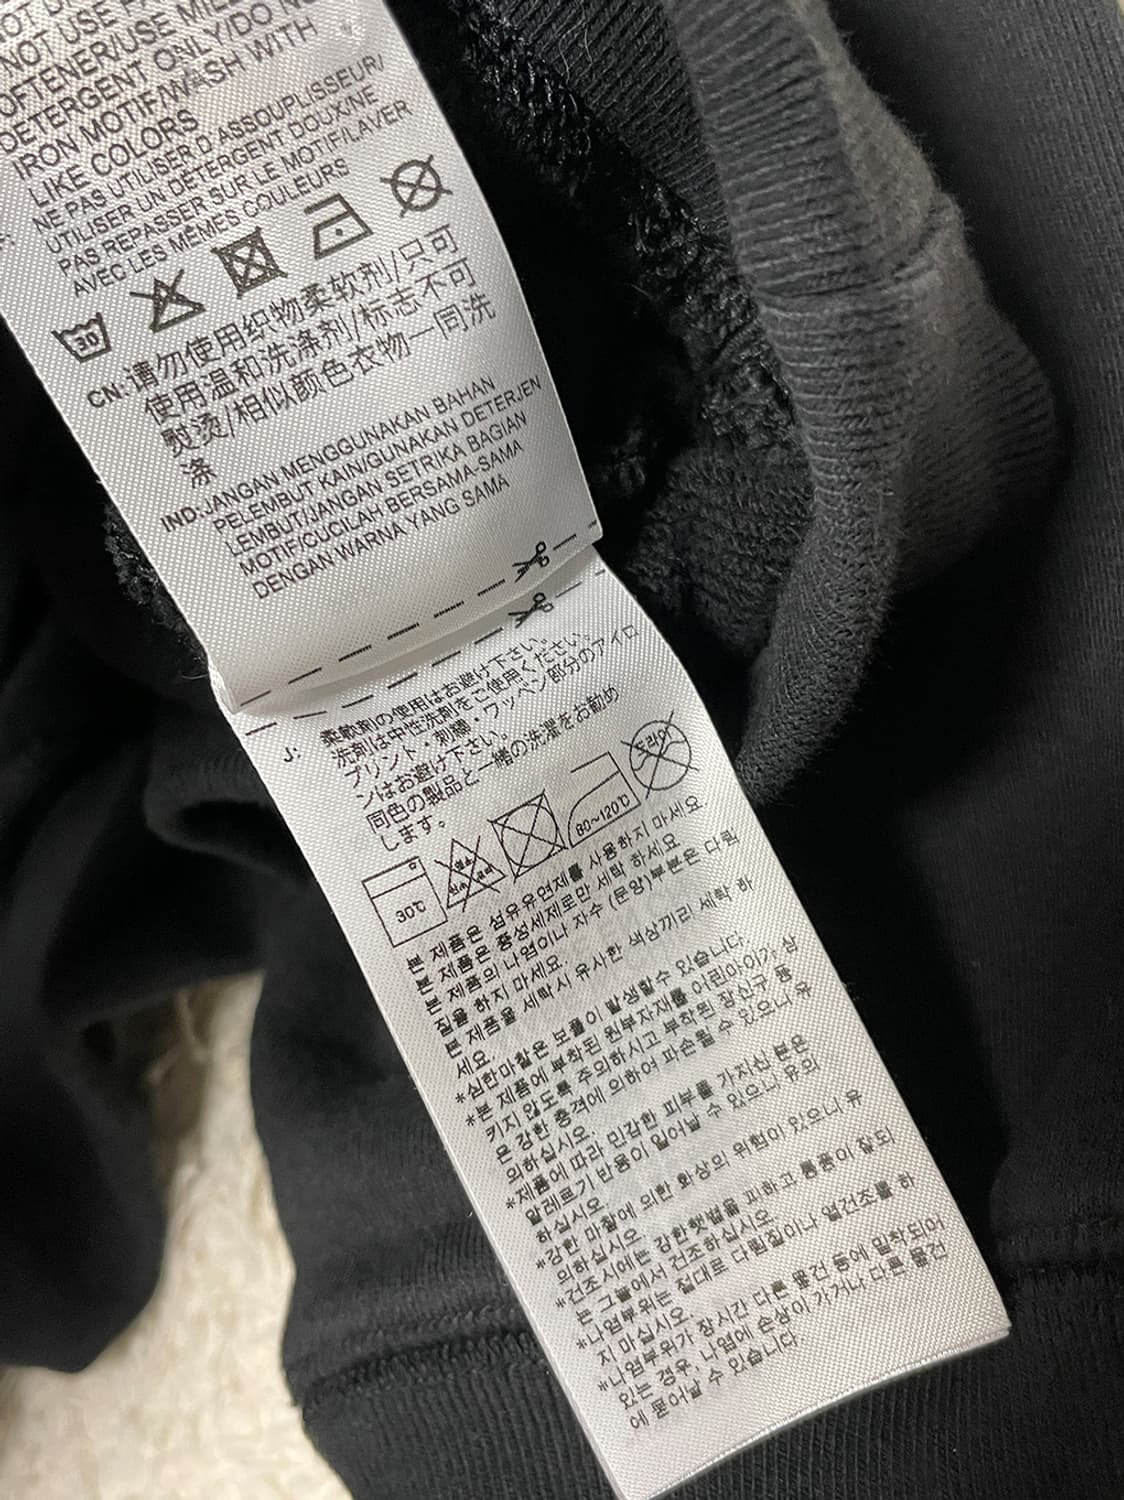 NOT USE
OFTENER/USE MIL
DETERGENT ONLY/DO NO
IRON MOTIF/WASH WITH
LIKE COLORS
NE PAS UTILISER D ASSOUPLISSEUR/
UTILISER UN DETERGENT DOUX/NE
PAS REPASSER SUR LE MOTIF/LAVER
AVEC LES MÊMES COULEURS
30
CN:请勿使用织物柔软剂/只可
使用温和洗涤剂/标志不可
熨烫/相似颜色衣物一同洗
涤
IND:JANGAN MENGGUNAKAN BAHAN
PELEMBUT KAIN/GUNAKAN DETERJEN
LEMBUT/JANGAN SETRIKA BAGIAN
MOTIF/CUCILAH BERSAMA-SAMA
DENGAN WARNA YANG SAMA
J: 柔軟剤の使用はお避け下さい。
洗剤は中性洗剤をご使用ください。
プリント・刺繍・ワッペン部分のアイロ
ンはお避け下さい。
同色の製品と一緒の洗濯をお勧め
します。
30℃
80~120℃
드라이
본 제품은 섬유유연제를 사용하지 마세요
본 제품은 중성세제로만 세탁 하세요
본 제품의 나염이나 자수 (문양)부분은 다림
질을 하지 마세요.
본 제품을 세탁시 유사한 색상끼리 세탁 하
세요.
*심한마찰은 보풀이 발생할수 있습니다.
*본 제품에 부착된 원부자재를 어린아이가 삼
키지 않도록 주의하시고 부착된 장신구 등
은 강한 충격에 의하여 파손될 수 있으니 유
의하십시오.
*제품에 따라 민감한 피부를 가지신 분은
알레르기 반응이 일어날 수 있으니 유의
하십시오.
*강한 마찰에 의한 화상의 위험이 있으니 유
의하십시오.
*건조시에는 강한햇볕을 피하고 통풍이 잘되
는 그늘에서 건조하십시오.
*나염부위는 절대로 다림질이나 열건조를 하
지 마십시오.
*나염부위가 장시간 다른 물건 등에 밀착되어
있는 경우, 나염에 손상이 가거나 다른 물건
에 묻어날 수 있습니다.